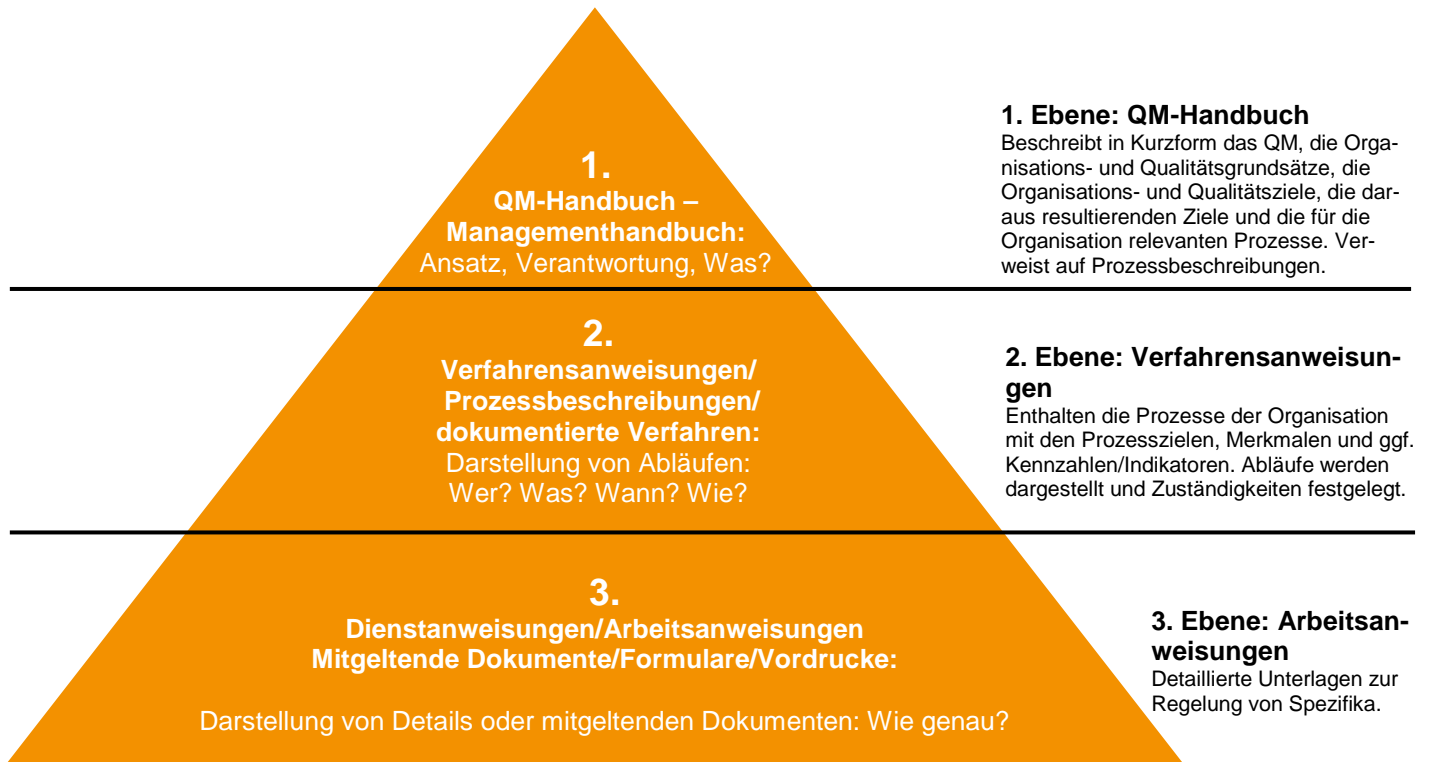 1.
QM-Handbuch –
Managementhandbuch:
Ansatz, Verantwortung, Was?
1. Ebene: QM-Handbuch
Beschreibt in Kurzform das QM, die Orga-
nisations- und Qualitätsgrundsätze, die
Organisations- und Qualitätsziele, die dar-
aus resultierenden Ziele und die für die
Organisation relevanten Prozesse. Ver-
weist auf Prozessbeschreibungen.
2.
Verfahrensanweisungen/
Prozessbeschreibungen/
dokumentierte Verfahren:
Darstellung von Abläufen:
Wer? Was? Wann? Wie?
2. Ebene: Verfahrensanweisun-
gen
Enthalten die Prozesse der Organisation
mit den Prozesszielen, Merkmalen und ggf.
Kennzahlen/Indikatoren. Abläufe werden
dargestellt und Zuständigkeiten festgelegt.
3.
Dienstanweisungen/Arbeitsanweisungen
Mitgeltende Dokumente/Formulare/Vordrucke:
Darstellung von Details oder mitgeltenden Dokumenten: Wie genau?
3. Ebene: Arbeitsan-
weisungen
Detaillierte Unterlagen zur
Regelung von Spezifika.